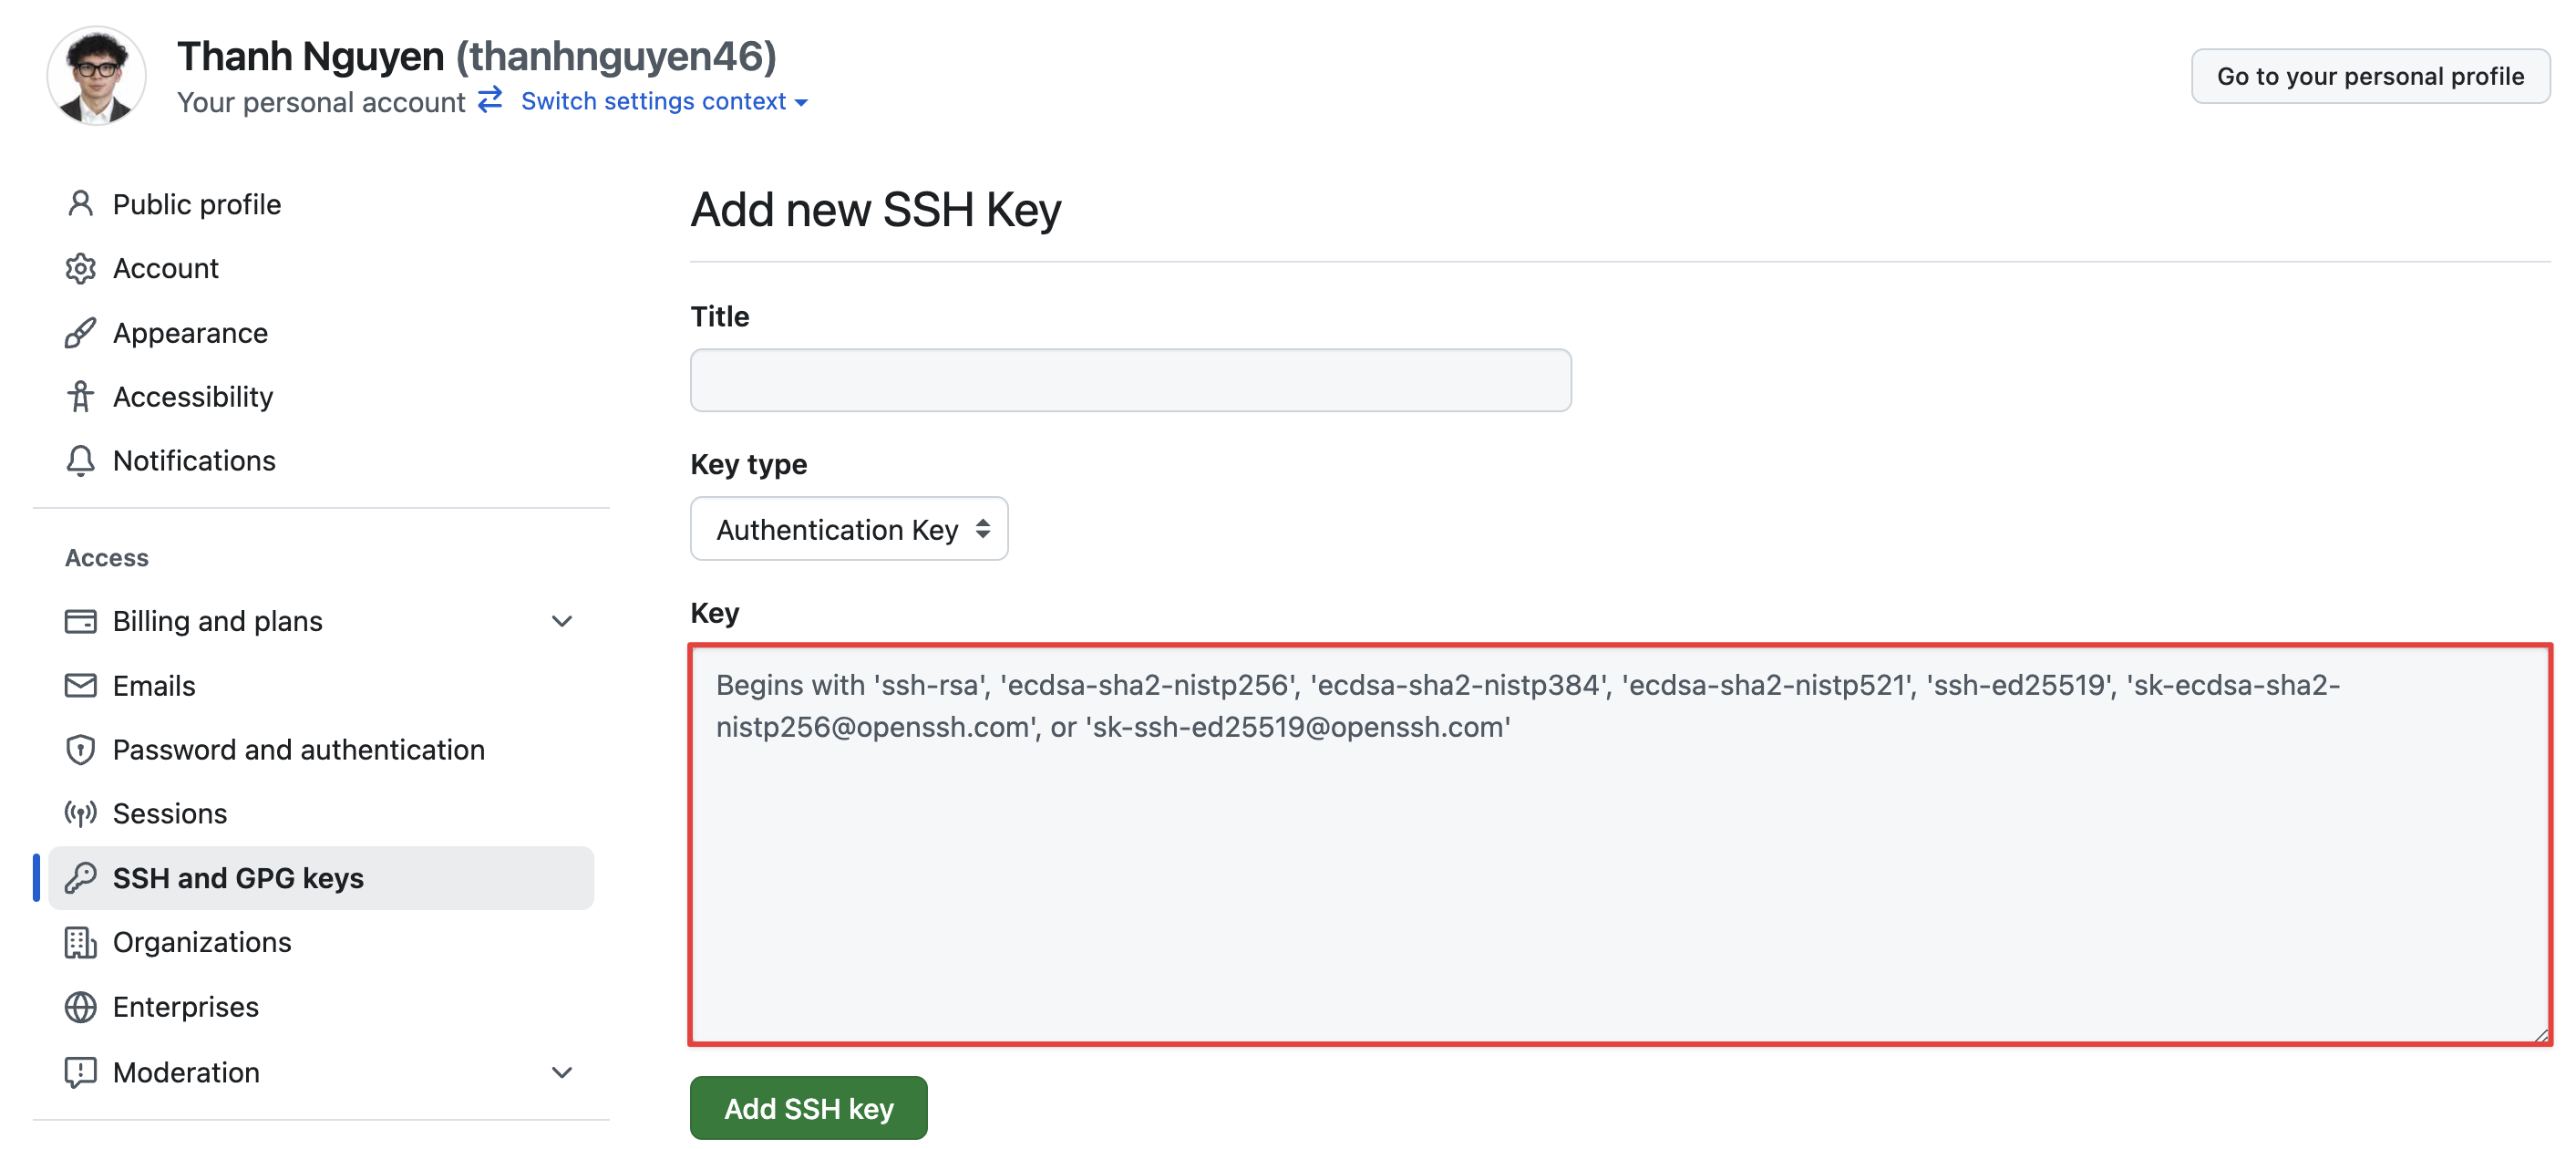 Thanh Nguyen (thanhnguyen46)
Your personal account Switch settings context
Go to your personal profile
Public profile
Account
Appearance
Accessibility
Notifications
Access
Billing and plans
Emails
Password and authentication
Sessions
SSH and GPG keys
Organizations
Enterprises
Moderation
Add new SSH Key
Title
Key type
Authentication Key
Key
Begins with 'ssh-rsa', 'ecdsa-sha2-nistp256', 'ecdsa-sha2-nistp384', 'ecdsa-sha2-nistp521', 'ssh-ed25519', 'sk-ecdsa-sha2-
nistp256@openssh.com', or 'sk-ssh-ed25519@openssh.com'
Add SSH key